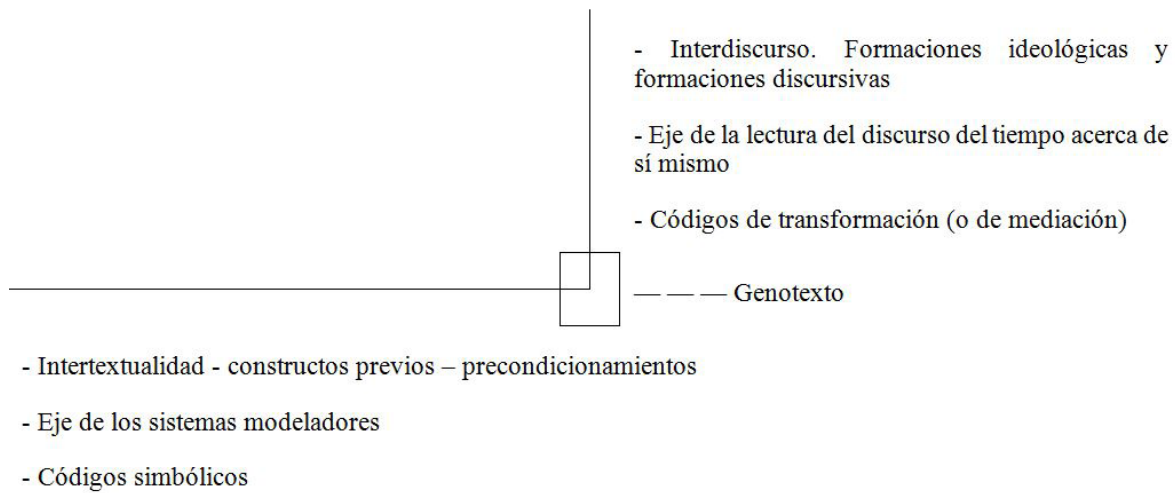 - Interdiscurso. Formaciones ideológicas y
formaciones discursivas
- Eje de la lectura del discurso del tiempo acerca de
sí mismo
- Códigos de transformación (o de mediación)
— — — Genotexto
- Intertextualidad - constructos previos – precondicionamientos
- Eje de los sistemas modeladores
- Códigos simbólicos